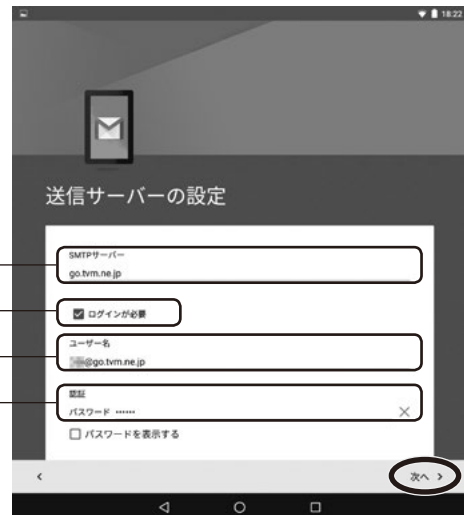 18:22
送信サーバーの設定
SMTPサーバー
go.tvm.ne.jp
ログインが必要
ユーザー名
@go.tvm.ne.jp
認証
パスワード ••••••
パスワードを表示する
次へ